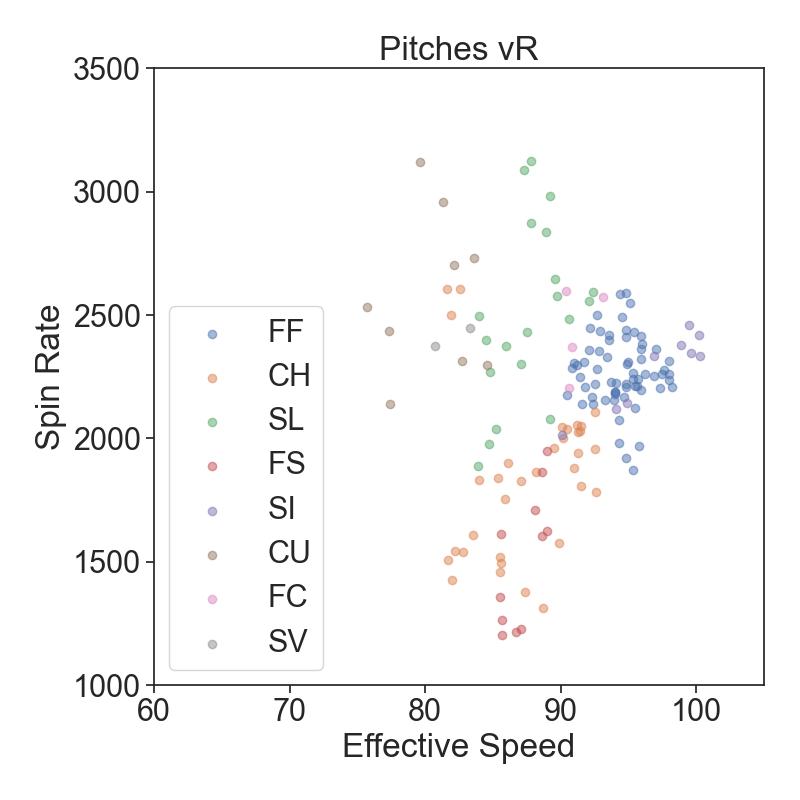 Pitches vR
3500
3000
2500
2000
1500
1000
Spin Rate
FF
CH
SL
FS
SI
CU
FC
SV
60 70 80 90 100
Effective Speed